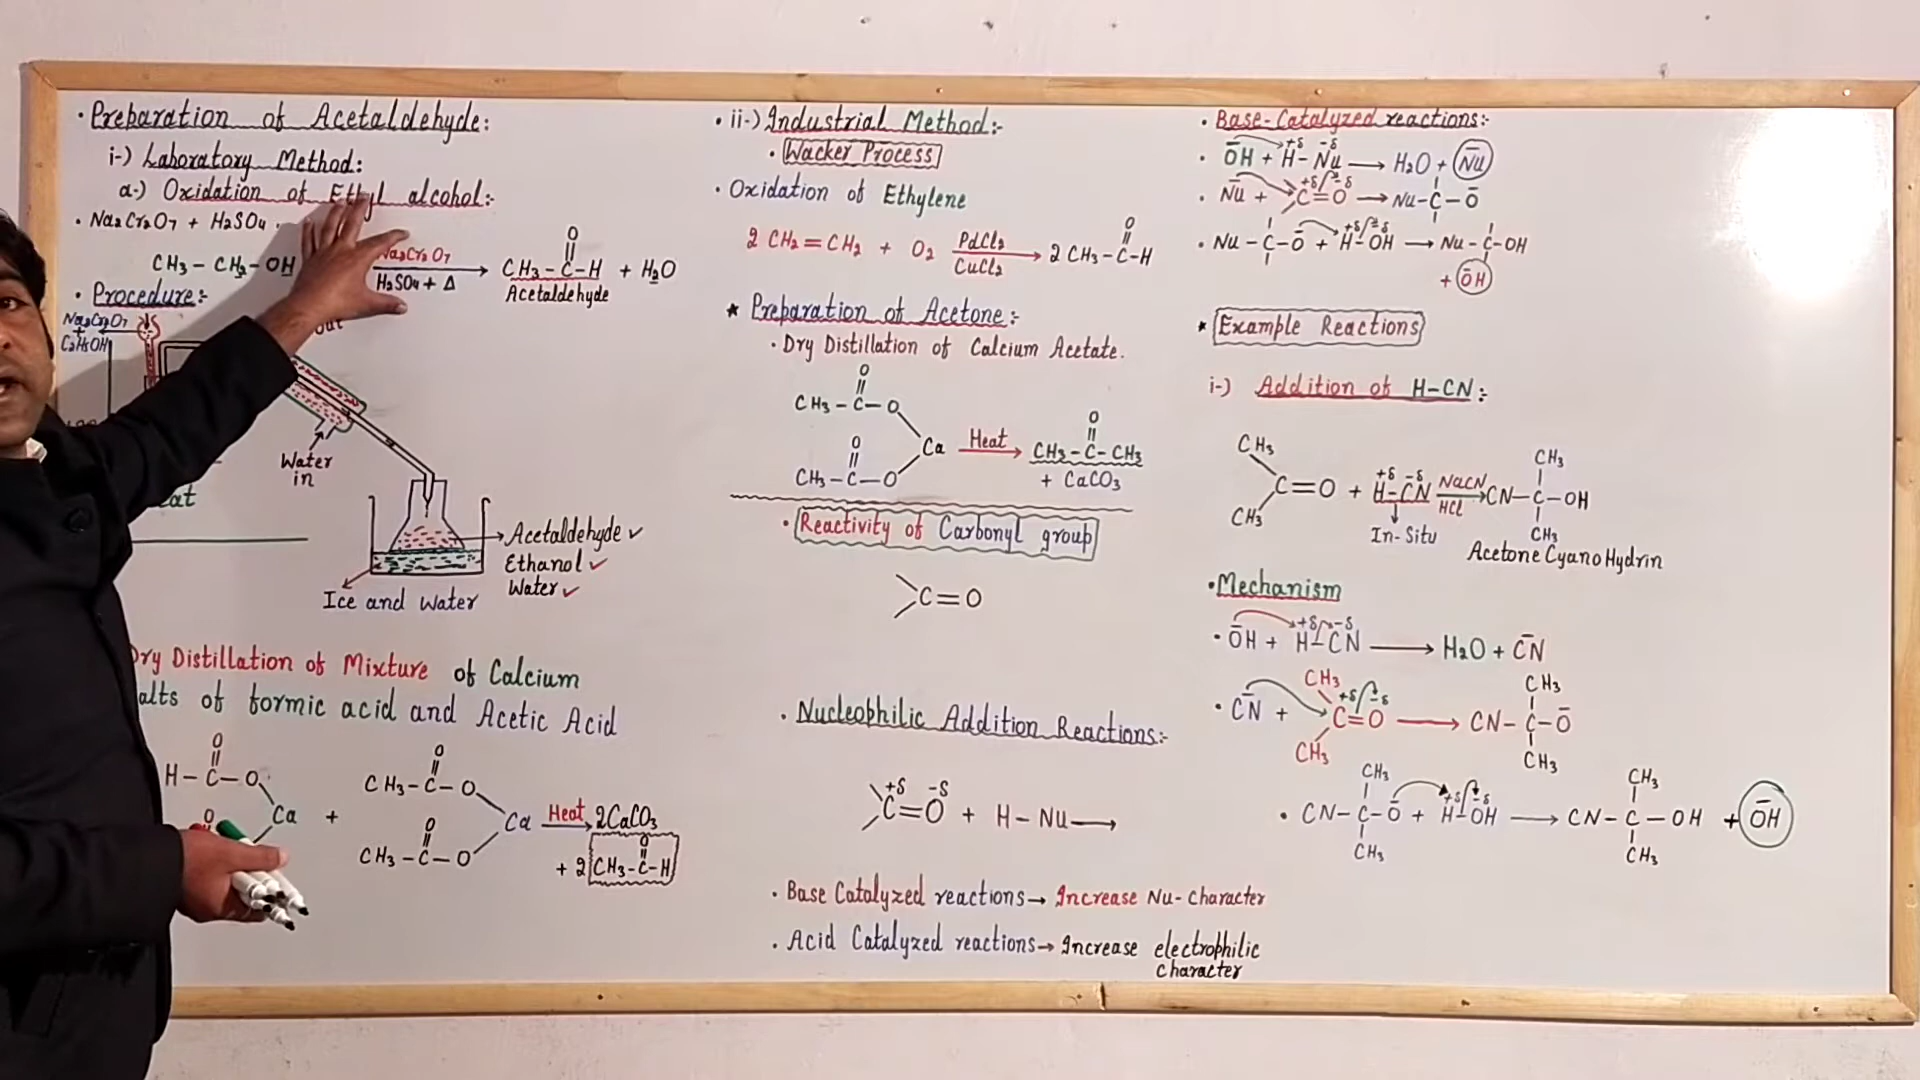 · Preparation of Acetaldehyde:
i-) Laboratory Method:
a-) Oxidation of Ethyl alcohol:
· Na₂Cr₂O₇ + H₂SO₄
CH₃ – CH₂ – OH
Na₂Cr₂O₇
H₂SO₄ + Δ
O
CH₃ – C – H + H₂O
Acetaldehyde
· Procedure:
Na₂Cr₂O₇
+
C₂H₅OH
out
Water
in
Acetaldehyde ✓
Ethanol ✓
Water ✓
Ice and Water
Dry Distillation of Mixture of Calcium
alts of formic acid and Acetic Acid
O
H – C – O
Ca
O
+
O
CH₃ – C – O
Ca
O
CH₃ – C – O
Heat
2CaCO₃
O
+ 2 CH₃ – C – H
· ii-) Industrial Method:-
· Wacker Process
· Oxidation of Ethylene
2 CH₂ = CH₂ + O₂ PdCl₂ → 2 CH₃ – C – H
CuCl₂
O
* Preparation of Acetone:-
· Dry Distillation of Calcium Acetate.
O
CH₃ – C – O
Ca
O
CH₃ – C – O
Heat
O
CH₃ – C – CH₃
+ CaCO₃
· Reactivity of Carbonyl group
C = O
· Nucleophilic Addition Reactions:-
+δ -δ
C = O + H – Nu →
· Base Catalyzed reactions → Increase Nu- character
· Acid Catalyzed reactions → Increase electrophilic
character
· Base-Catalyzed reactions:-
+δ -δ
· ŌH + H – Nu → H₂O + N̄u
+δ -δ
· N̄u + C = O → Nu – C – Ō
+δ -δ
· Nu – C – Ō + H – OH → Nu – C – OH
+ ŌH
* Example Reactions
i-) Addition of H–CN:-
CH₃
C = O
CH₃
+
+δ -δ
H – CN
In-Situ
NaCN
HCl
CH₃
CN – C – OH
CH₃
Acetone Cyano Hydrin
· Mechanism
+δ -δ
· ŌH + H – CN → H₂O + C̄N
CH₃
+δ -δ
· C̄N + C = O →
CH₃
CH₃
CN – C – Ō
CH₃
CH₃
+δ -δ
· CN – C – Ō + H – OH →
CH₃
CH₃
CN – C – OH + ŌH
CH₃